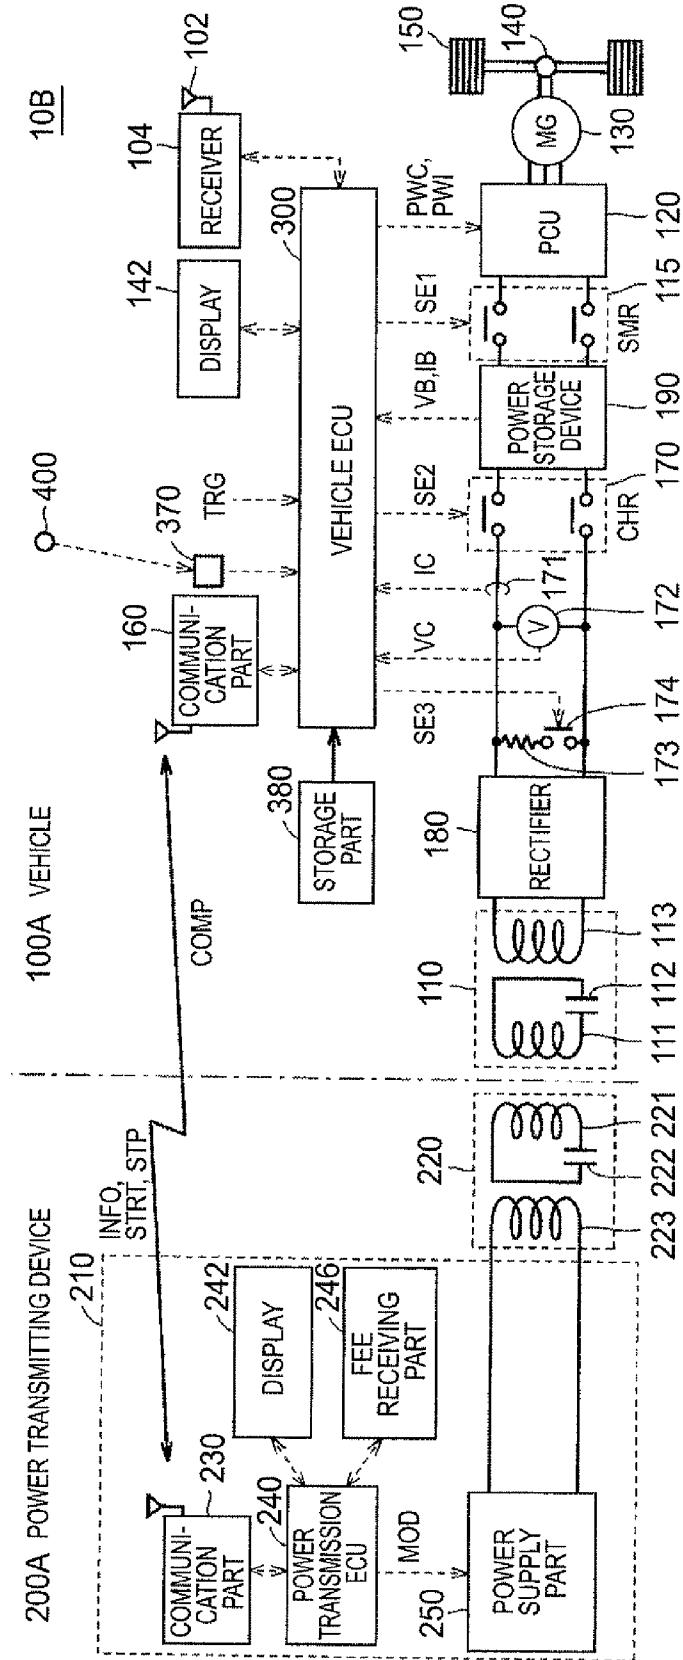 10B
200A POWER TRANSMITTING DEVICE
100A VEHICLE
210
INFO,
STRT, STP
COMP
102
104
RECEIVER
142
DISPLAY
400
370
TRG
160
COMMUNI-
CATION
PART
300
VEHICLE ECU
380
STORAGE
PART
230
COMMUNI-
CATION
PART
240
POWER
TRANSMISSION
ECU
242
DISPLAY
246
FEE
RECEIVING
PART
MOD
250
POWER
SUPPLY
PART
220
223
222
221
110
111
112
113
180
RECTIFIER
SE3
VC
IC
SE2
VB,IB
SE1
PWC,
PWI
173
174
V
172
171
CHR
170
POWER
STORAGE
DEVICE
190
SMR
115
PCU
120
MG
130
140
150